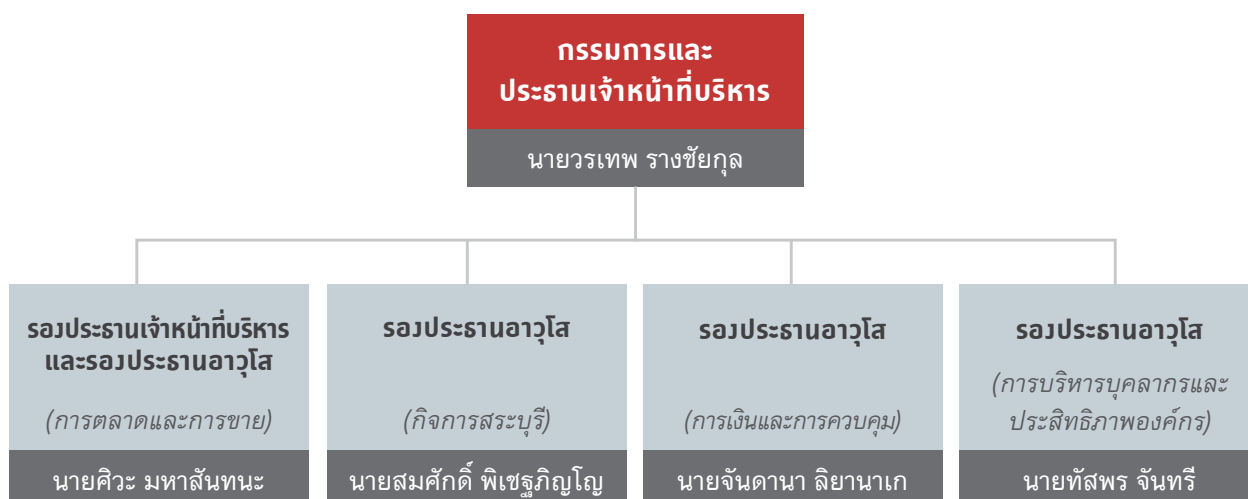 กรรมการและ
ประธานเจ้าหน้าที่บริหาร
นายวรเทพ รางชัยกุล
รองประธานเจ้าหน้าที่บริหาร
และรองประธานอาวุโส
(การตลาดและการขาย)
นายศิวะ มหาสันทนะ
รองประธานอาวุโส
(กิจการสระบุรี)
นายสมศักดิ์ พิเชฐภิญโญ
รองประธานอาวุโส
(การเงินและการควบคุม)
นายจันดานา ลิยานาเก
รองประธานอาวุโส
(การบริหารบุคลากรและ
ประสิทธิภาพองค์กร)
นายทัสพร จันทรี